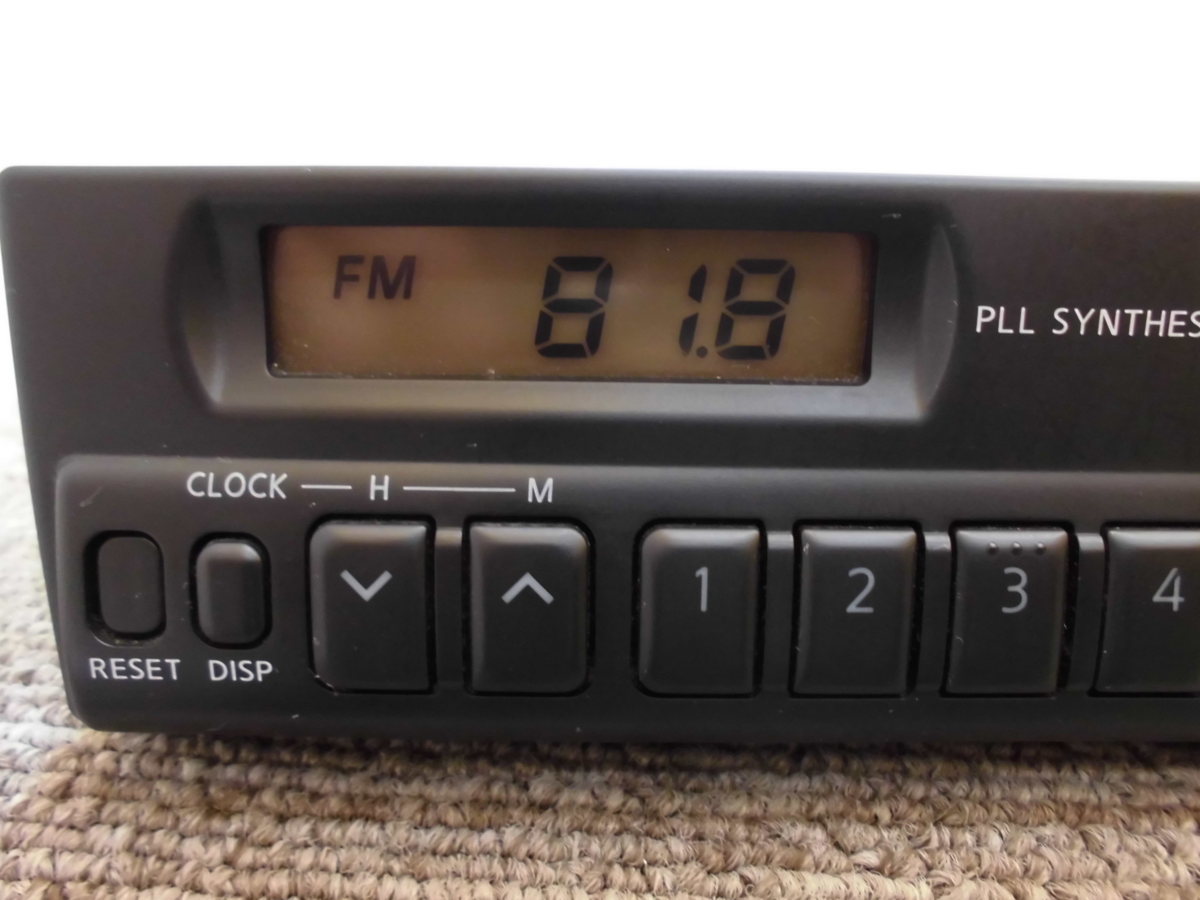 FM 81.8
PLL SYNTHES
CLOCK H M
1 2 3 4
RESET DISP